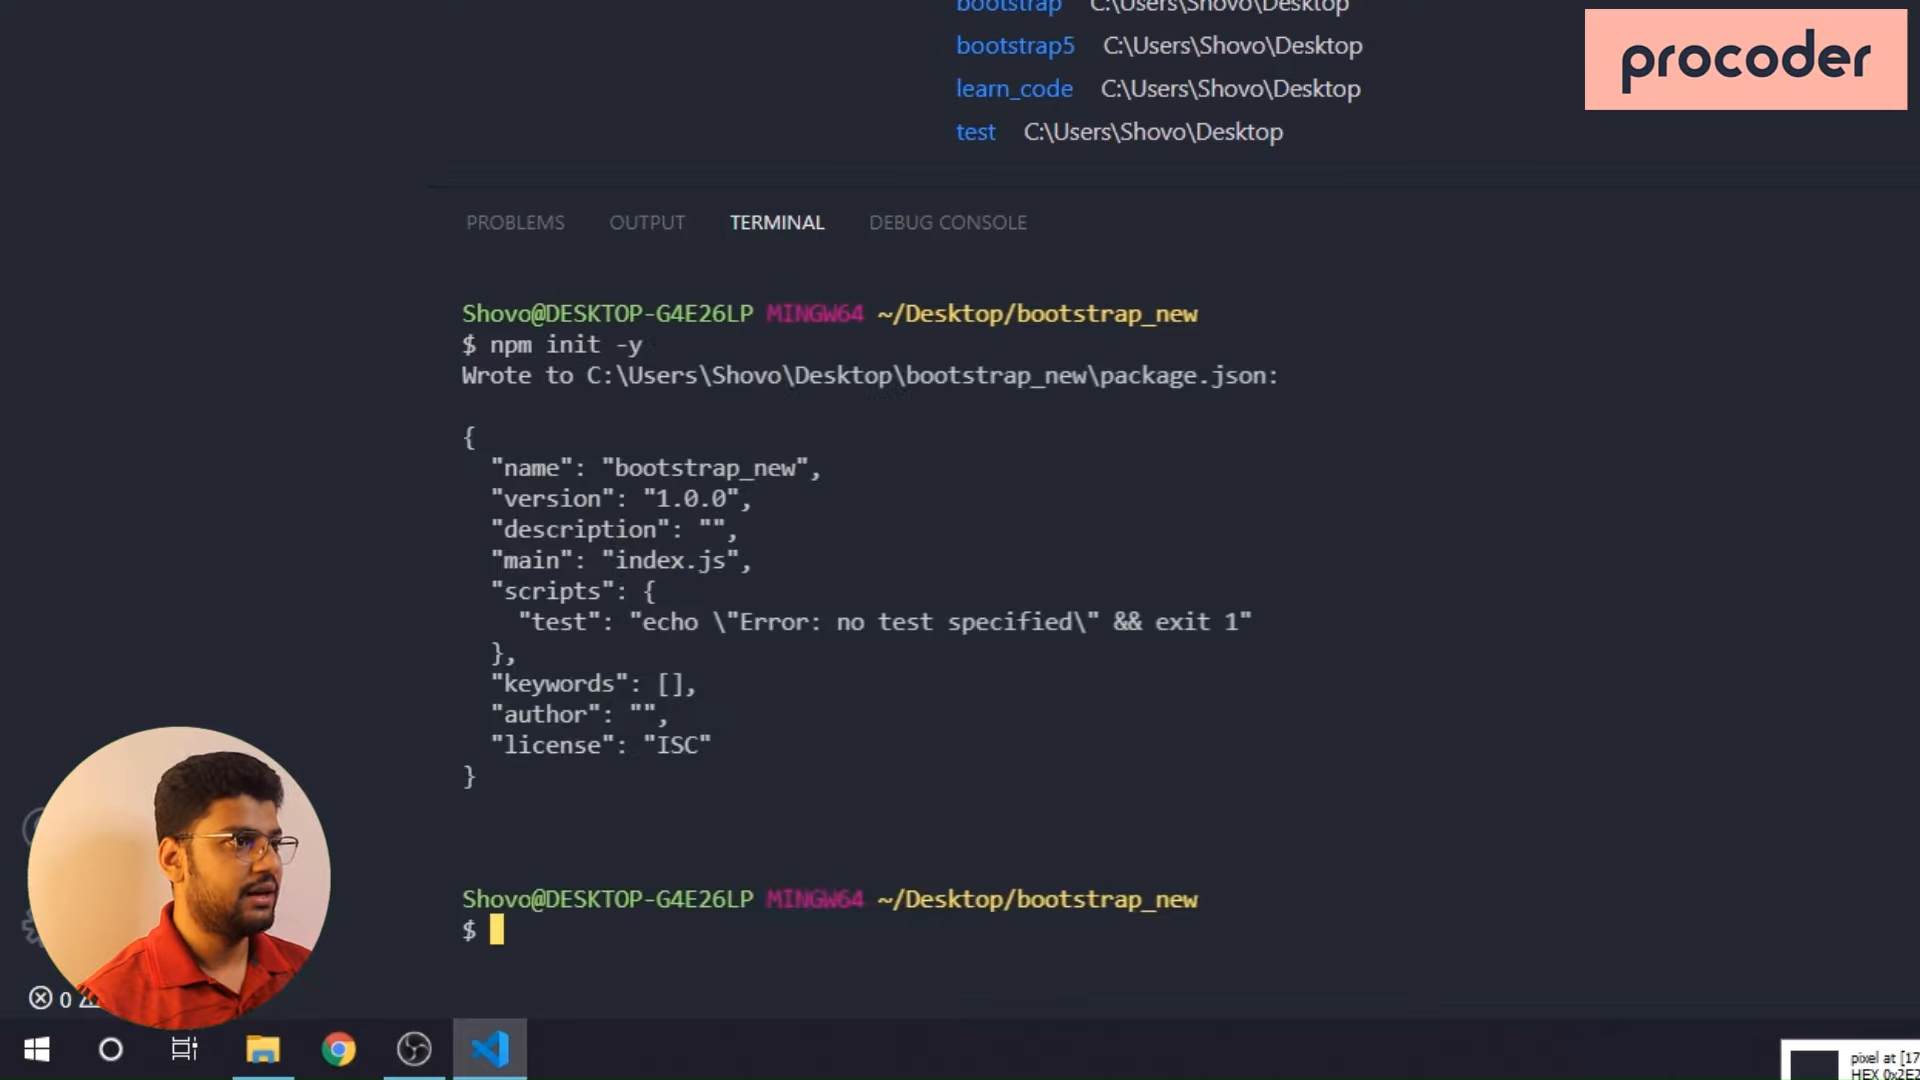 bootstrap C:\Users\Shovo\Desktop
bootstrap5 C:\Users\Shovo\Desktop
learn_code C:\Users\Shovo\Desktop
test C:\Users\Shovo\Desktop
procoder
PROBLEMS OUTPUT TERMINAL DEBUG CONSOLE
Shovo@DESKTOP-G4E26LP MINGW64 ~/Desktop/bootstrap_new
$ npm init -y
Wrote to C:\Users\Shovo\Desktop\bootstrap_new\package.json:
{
"name": "bootstrap_new",
"version": "1.0.0",
"description": "",
"main": "index.js",
"scripts": {
"test": "echo \"Error: no test specified\" && exit 1"
},
"keywords": [],
"author": "",
"license": "ISC"
}
Shovo@DESKTOP-G4E26LP MINGW64 ~/Desktop/bootstrap_new
$
0
pixel at [17
HEX 0x2E2